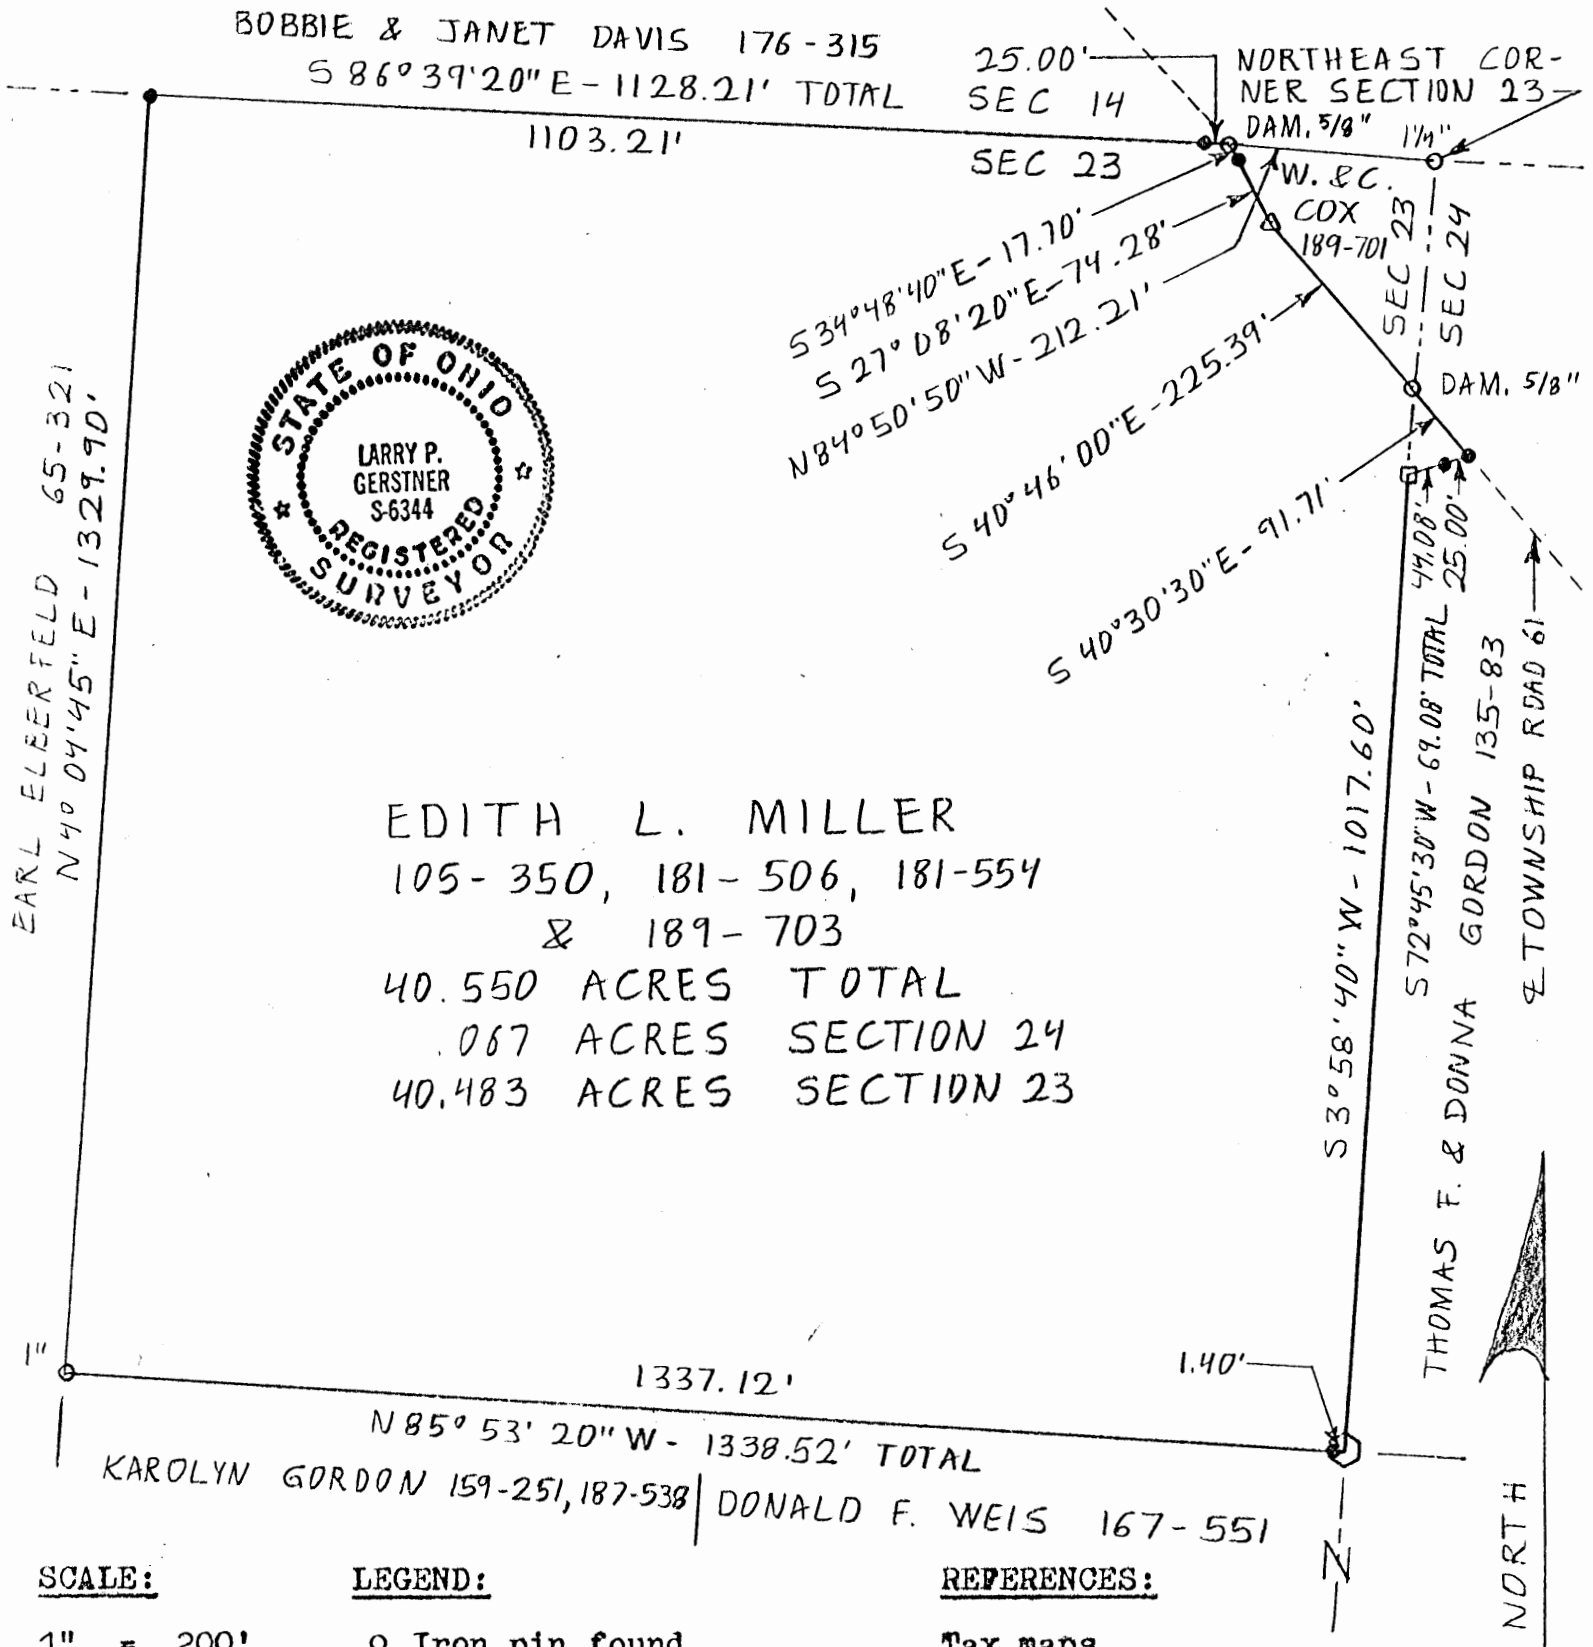 BOBBIE & JANET DAVIS 176-315
S 86° 39' 20" E - 1128.21' TOTAL
1103.21'
25.00'
SEC 14
SEC 23
NORTHEAST COR-
NER SECTION 23
DAM. 5/8"
W. & C.
COX
189-701
SEC 23
SEC 24
S 34° 48' 40" E - 17.70'
S 27° 08' 20" E - 74.28'
N 84° 50' 50" W - 212.21'
S 40° 46' 00" E - 225.39'
S 40° 30' 30" E - 91.71'
DAM. 5/8"
EARL ELBERFELD 65-321
N 4° 04' 45" E - 1329.90'
STATE OF OHIO
LARRY P.
GERSTNER
S-6344
REGISTERED
SURVEYOR
EDITH L. MILLER
105-350, 181-506, 181-554
& 189-703
40.550 ACRES TOTAL
.067 ACRES SECTION 24
40.483 ACRES SECTION 23
S 3° 58' 40" W - 1017.60'
S 72° 45' 30" W - 69.08' TOTAL
44.08'
25.00'
THOMAS F. & DONNA GORDON 135-83
℄ TOWNSHIP ROAD 61
1"
1337.12'
1.40'
N 85° 53' 20" W - 1338.52' TOTAL
KAROLYN GORDON 159-251, 187-538
DONALD F. WEIS 167-551
N
NORTH
SCALE:
1" = 200'
LEGEND:
o Iron pin found
REFERENCES:
Tax maps